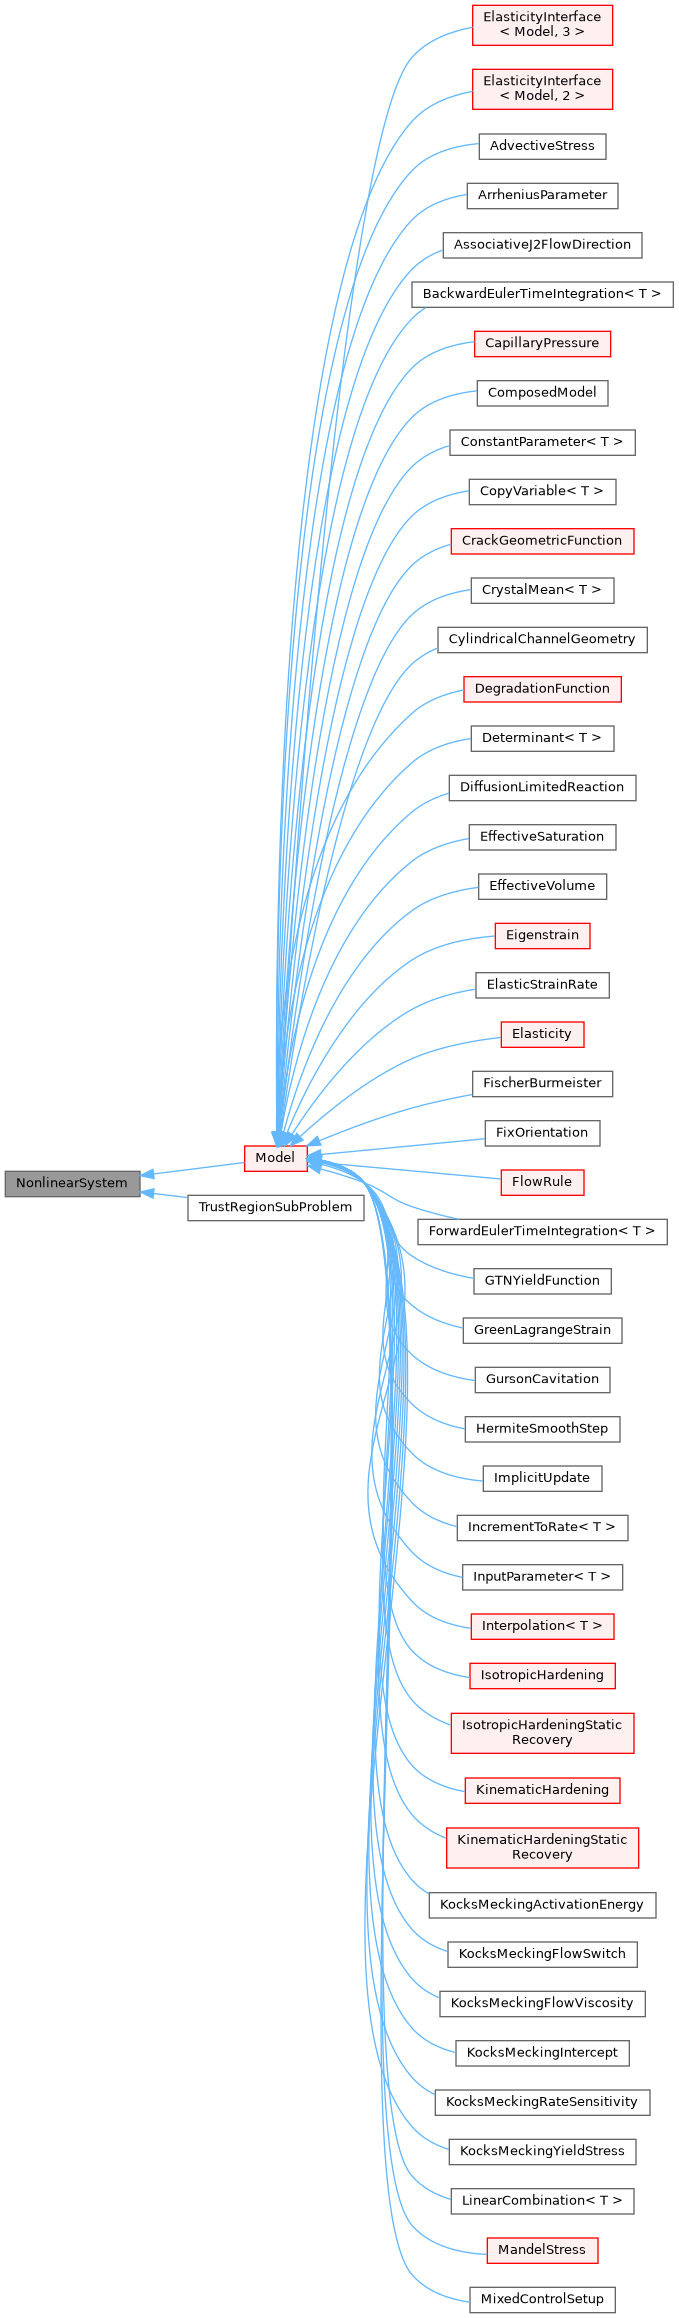 ElasticityInterface
< Model, 3 >
ElasticityInterface
< Model, 2 >
AdvectiveStress
ArrheniusParameter
AssociativeJ2FlowDirection
BackwardEulerTimeIntegration< T >
CapillaryPressure
ComposedModel
ConstantParameter< T >
CopyVariable< T >
CrackGeometricFunction
CrystalMean< T >
CylindricalChannelGeometry
DegradationFunction
Determinant< T >
DiffusionLimitedReaction
EffectiveSaturation
EffectiveVolume
Eigenstrain
ElasticStrainRate
Elasticity
FischerBurmeister
FixOrientation
Model
NonlinearSystem
FlowRule
TrustRegionSubProblem
ForwardEulerTimeIntegration< T >
GTNYieldFunction
GreenLagrangeStrain
GursonCavitation
HermiteSmoothStep
ImplicitUpdate
IncrementToRate< T >
InputParameter< T >
Interpolation< T >
IsotropicHardening
IsotropicHardeningStatic
Recovery
KinematicHardening
KinematicHardeningStatic
Recovery
KocksMeckingActivationEnergy
KocksMeckingFlowSwitch
KocksMeckingFlowViscosity
KocksMeckingIntercept
KocksMeckingRateSensitivity
KocksMeckingYieldStress
LinearCombination< T >
MandelStress
MixedControlSetup